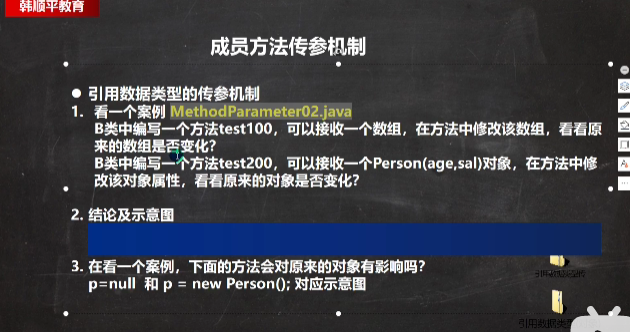 韩顺平教育
成员方法传参机制
● 引用数据类型的传参机制
1. 看一个案例 MethodParameter02.java
B类中编写一个方法test100，可以接收一个数组，在方法中修改该数组，看看原
来的数组是否变化？
B类中编写一个方法test200，可以接收一个Person(age,sal)对象，在方法中修
改该对象属性，看看原来的对象是否变化？
2. 结论及示意图
3. 在看一个案例，下面的方法会对原来的对象有影响吗？
p=null 和 p = new Person(); 对应示意图
引用数据类